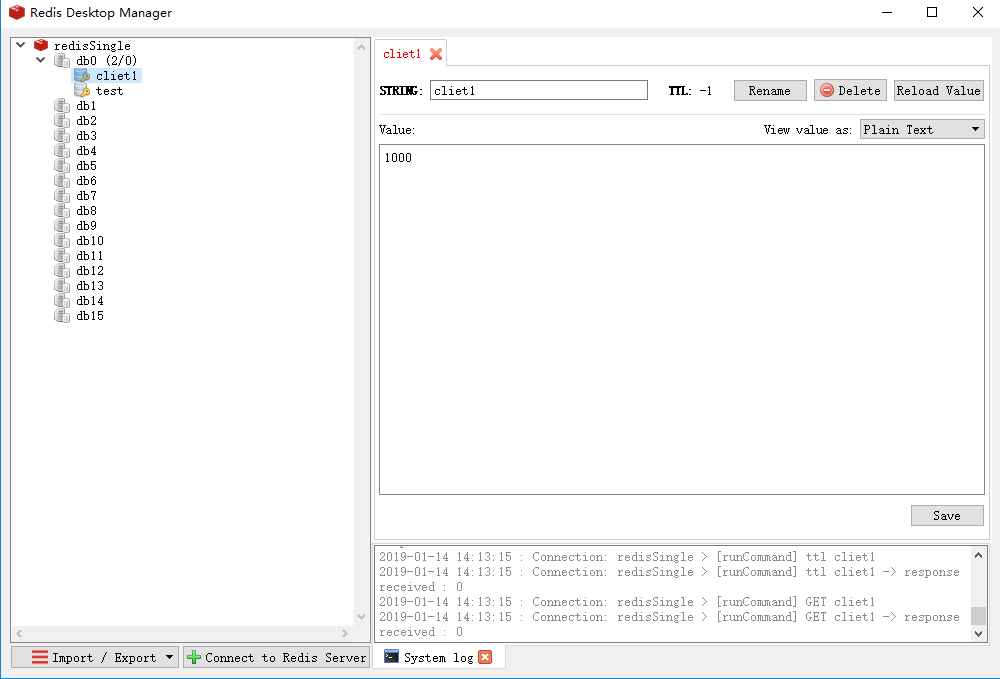 Redis Desktop Manager
redisSingle
db0 (2/0)
cliet1
test
db1
db2
db3
db4
db5
db6
db7
db8
db9
db10
db11
db12
db13
db14
db15
Import / Export
Connect to Redis Server
cliet1
STRING: cliet1 TTL: -1 Rename Delete Reload Value
Value: View value as: Plain Text
1000
Save
2019-01-14 14:13:15 : Connection: redisSingle > [runCommand] ttl cliet1
2019-01-14 14:13:15 : Connection: redisSingle > [runCommand] ttl cliet1 -> response
received : 0
2019-01-14 14:13:15 : Connection: redisSingle > [runCommand] GET cliet1
2019-01-14 14:13:15 : Connection: redisSingle > [runCommand] GET cliet1 -> response
received : 0
System log